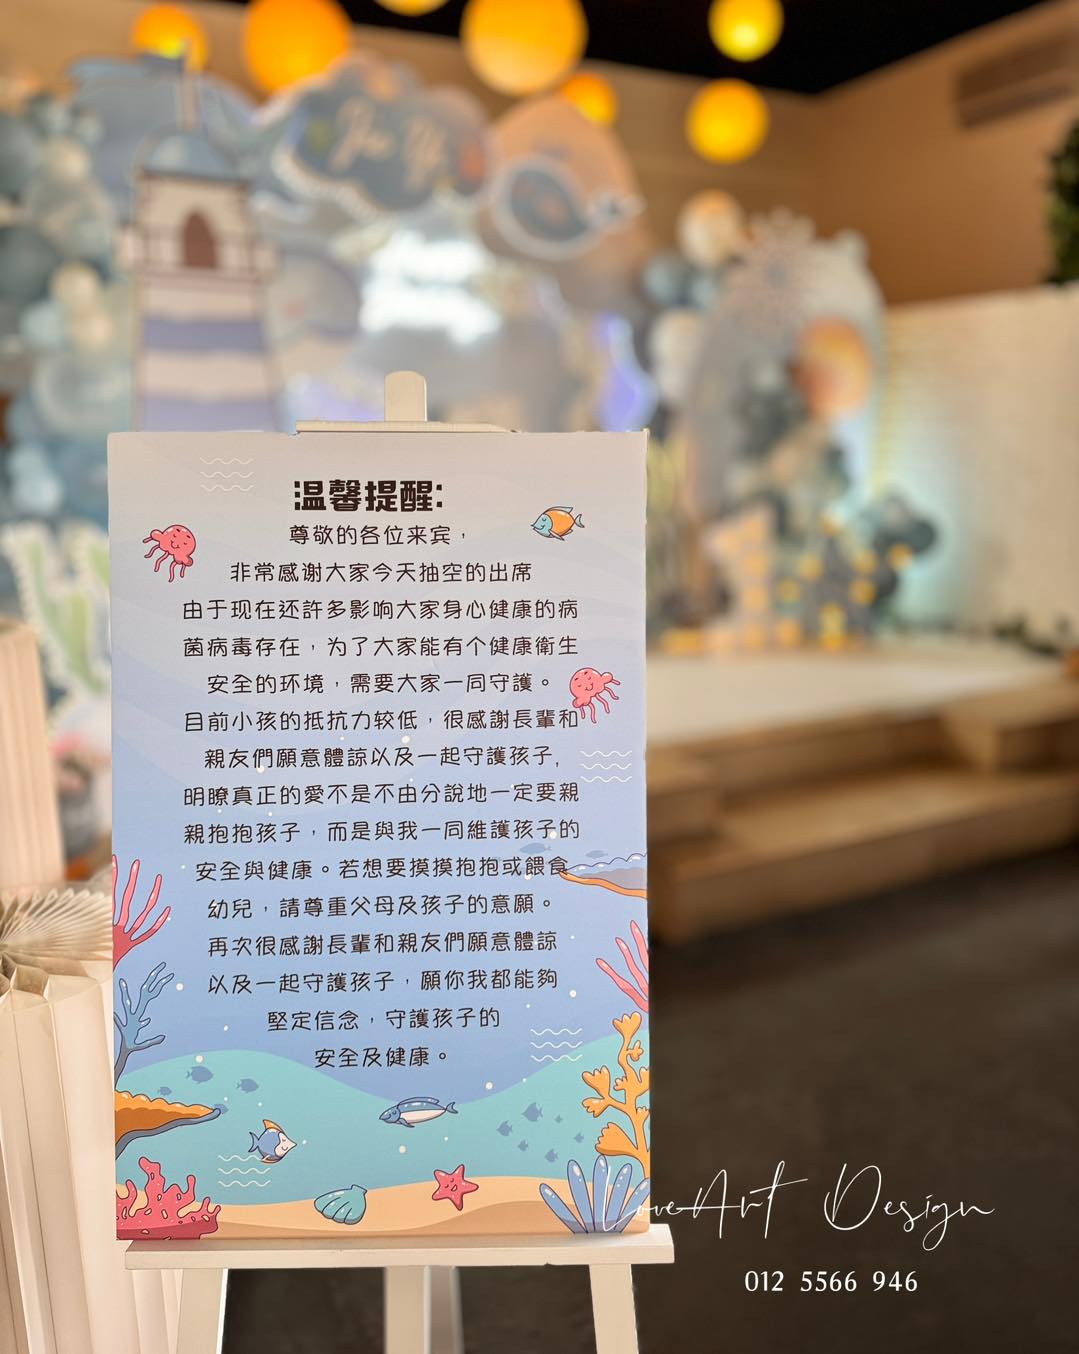 温馨提醒:
尊敬的各位来宾，
非常感谢大家今天抽空的出席
由于现在还許多影响大家身心健康的病
菌病毒存在，为了大家能有个健康衛生
安全的环境，需要大家一同守護。
目前小孩的抵抗力较低，很感謝長輩和
親友們願意體諒以及一起守護孩子,
明瞭真正的愛不是不由分說地一定要親
親抱抱孩子，而是與我一同維護孩子的
安全與健康。若想要摸摸抱抱或餵食
幼兒，請尊重父母及孩子的意願。
再次很感謝長輩和親友們願意體諒
以及一起守護孩子，願你我都能夠
堅定信念，守護孩子的
安全及健康。
LoveArt Design
012 5566 946